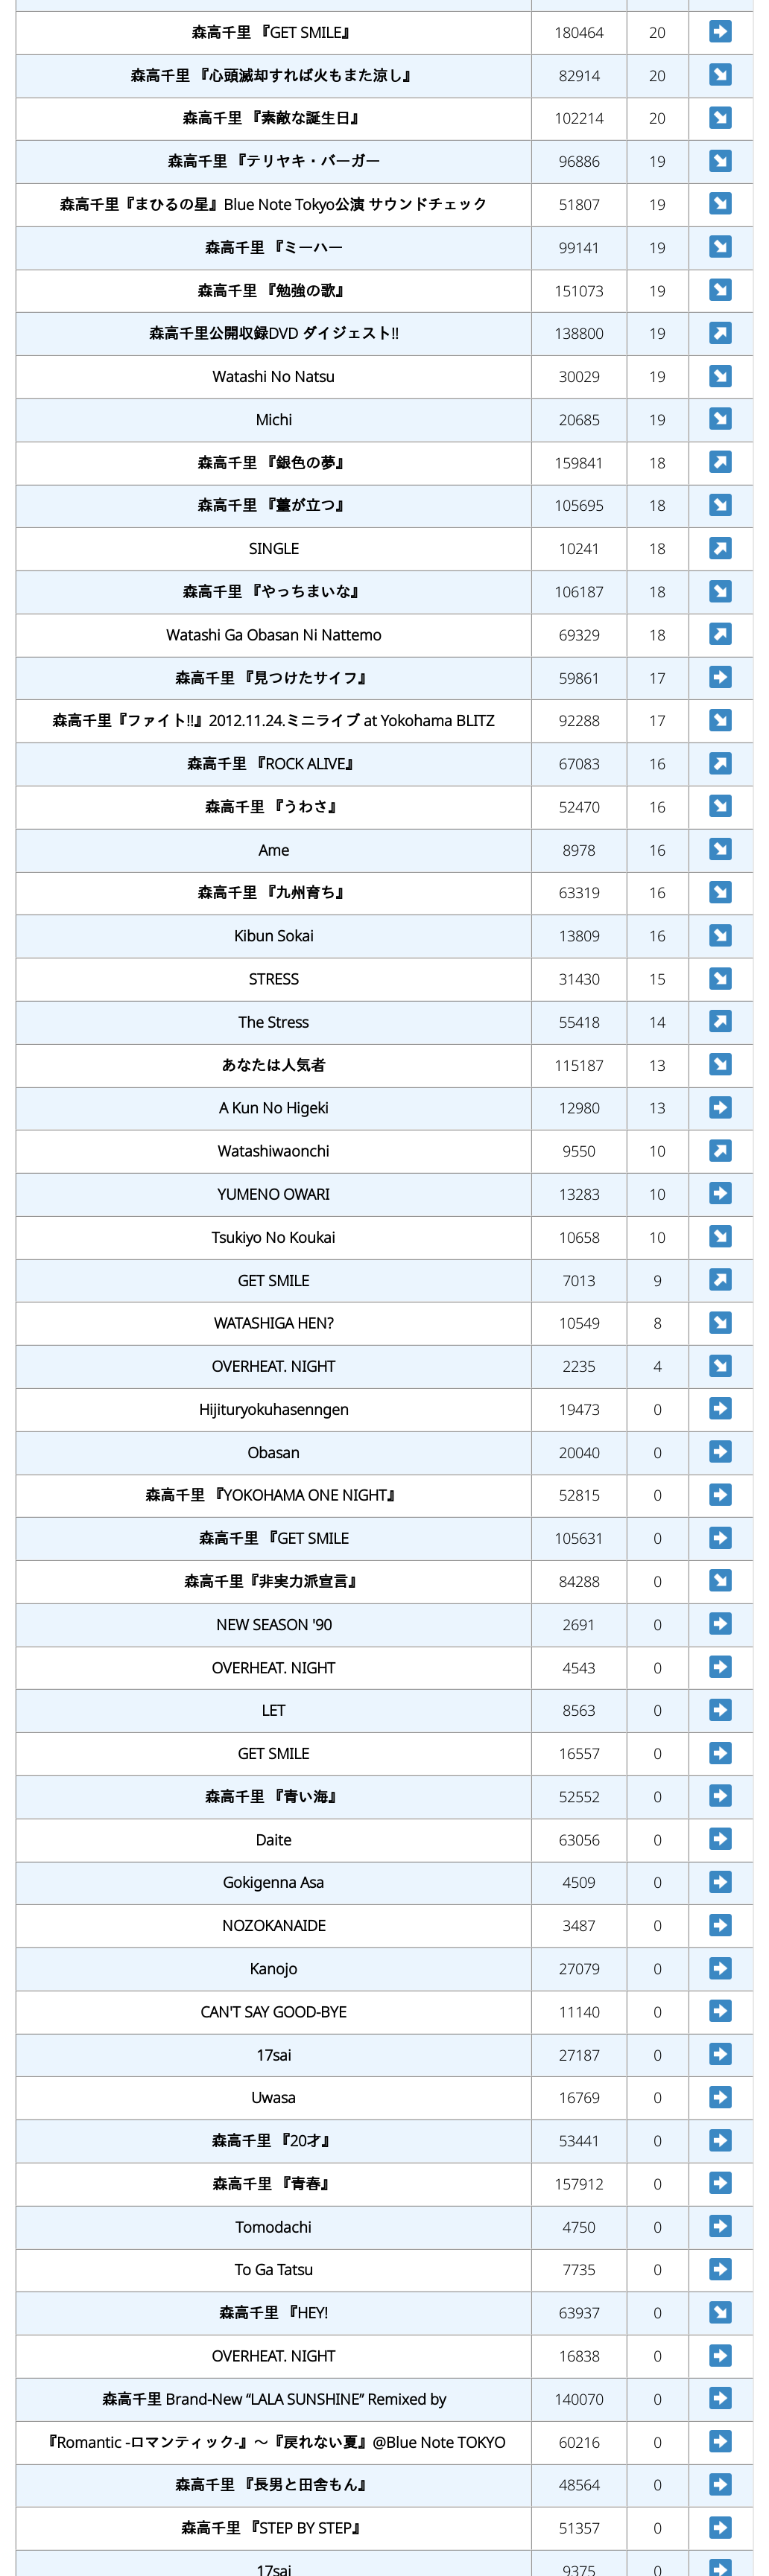 森高千里 『GET SMILE』 180464 20 ➡
森高千里 『心頭滅却すれば火もまた涼し』 82914 20 ↘
森高千里 『素敵な誕生日』 102214 20 ↘
森高千里 『テリヤキ・バーガー 96886 19 ↘
森高千里『まひるの星』Blue Note Tokyo公演 サウンドチェック 51807 19 ↘
森高千里 『ミーハー 99141 19 ↘
森高千里 『勉強の歌』 151073 19 ↘
森高千里公開収録DVD ダイジェスト!! 138800 19 ↗
Watashi No Natsu 30029 19 ↘
Michi 20685 19 ↘
森高千里 『銀色の夢』 159841 18 ↗
森高千里 『薹が立つ』 105695 18 ↘
SINGLE 10241 18 ↗
森高千里 『やっちまいな』 106187 18 ↘
Watashi Ga Obasan Ni Nattemo 69329 18 ↗
森高千里 『見つけたサイフ』 59861 17 ➡
森高千里『ファイト!!』2012.11.24.ミニライブ at Yokohama BLITZ 92288 17 ↘
森高千里 『ROCK ALIVE』 67083 16 ↗
森高千里 『うわさ』 52470 16 ↘
Ame 8978 16 ↘
森高千里 『九州育ち』 63319 16 ↘
Kibun Sokai 13809 16 ↘
STRESS 31430 15 ↘
The Stress 55418 14 ↗
あなたは人気者 115187 13 ↘
A Kun No Higeki 12980 13 ➡
Watashiwaonchi 9550 10 ↗
YUMENO OWARI 13283 10 ➡
Tsukiyo No Koukai 10658 10 ↘
GET SMILE 7013 9 ↗
WATASHIGA HEN? 10549 8 ↘
OVERHEAT. NIGHT 2235 4 ↘
Hijituryokuhasenngen 19473 0 ➡
Obasan 20040 0 ➡
森高千里 『YOKOHAMA ONE NIGHT』 52815 0 ➡
森高千里 『GET SMILE 105631 0 ➡
森高千里『非実力派宣言』 84288 0 ↘
NEW SEASON '90 2691 0 ➡
OVERHEAT. NIGHT 4543 0 ➡
LET 8563 0 ➡
GET SMILE 16557 0 ➡
森高千里 『青い海』 52552 0 ➡
Daite 63056 0 ➡
Gokigenna Asa 4509 0 ➡
NOZOKANAIDE 3487 0 ➡
Kanojo 27079 0 ➡
CAN'T SAY GOOD-BYE 11140 0 ➡
17sai 27187 0 ➡
Uwasa 16769 0 ➡
森高千里 『20才』 53441 0 ➡
森高千里 『青春』 157912 0 ➡
Tomodachi 4750 0 ➡
To Ga Tatsu 7735 0 ➡
森高千里 『HEY! 63937 0 ↘
OVERHEAT. NIGHT 16838 0 ➡
森高千里 Brand-New “LALA SUNSHINE” Remixed by 140070 0 ➡
『Romantic -ロマンティック-』～『戻れない夏』@Blue Note TOKYO 60216 0 ➡
森高千里 『長男と田舎もん』 48564 0 ➡
森高千里 『STEP BY STEP』 51357 0 ➡
17sai 9375 0 ➡